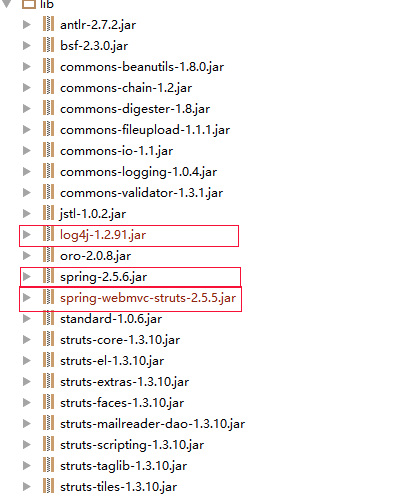 lib
antlr-2.7.2.jar
bsf-2.3.0.jar
commons-beanutils-1.8.0.jar
commons-chain-1.2.jar
commons-digester-1.8.jar
commons-fileupload-1.1.1.jar
commons-io-1.1.jar
commons-logging-1.0.4.jar
commons-validator-1.3.1.jar
jstl-1.0.2.jar
log4j-1.2.91.jar
oro-2.0.8.jar
spring-2.5.6.jar
spring-webmvc-struts-2.5.5.jar
standard-1.0.6.jar
struts-core-1.3.10.jar
struts-el-1.3.10.jar
struts-extras-1.3.10.jar
struts-faces-1.3.10.jar
struts-mailreader-dao-1.3.10.jar
struts-scripting-1.3.10.jar
struts-taglib-1.3.10.jar
struts-tiles-1.3.10.jar